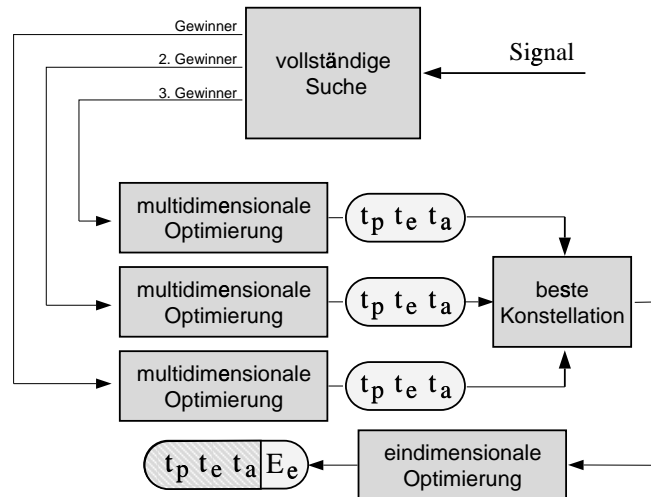 Gewinner
2. Gewinner
3. Gewinner
vollständige
Suche
Signal
multidimensionale
Optimierung
t_p t_e t_a
multidimensionale
Optimierung
t_p t_e t_a
beste
Konstellation
multidimensionale
Optimierung
t_p t_e t_a
t_p t_e t_a E_e
eindimensionale
Optimierung